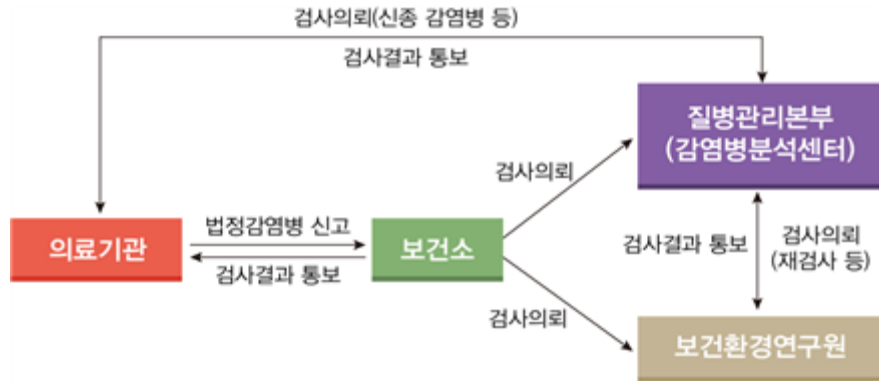 검사의뢰(신종 감염병 등)
검사결과 통보
질병관리본부
(감염병분석센터)
검사의뢰
의료기관
법정감염병 신고
검사결과 통보
보건소
검사결과 통보
검사의뢰
(재검사 등)
검사의뢰
보건환경연구원